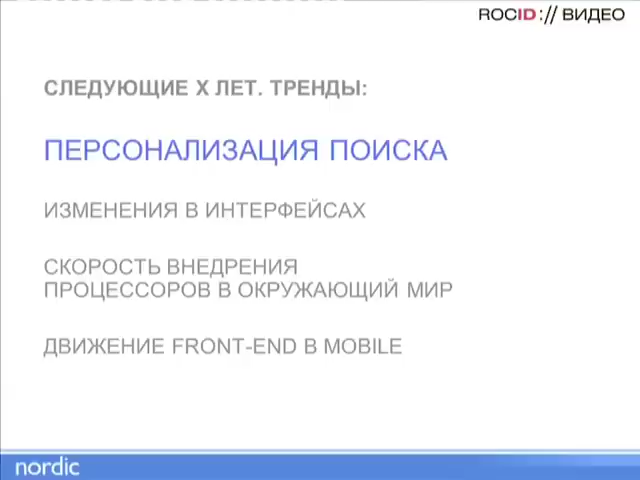 ROCID:// ВИДЕО
СЛЕДУЮЩИЕ X ЛЕТ. ТРЕНДЫ:
ПЕРСОНАЛИЗАЦИЯ ПОИСКА
ИЗМЕНЕНИЯ В ИНТЕРФЕЙСАХ
СКОРОСТЬ ВНЕДРЕНИЯ
ПРОЦЕССОРОВ В ОКРУЖАЮЩИЙ МИР
ДВИЖЕНИЕ FRONT-END В MOBILE
nordic